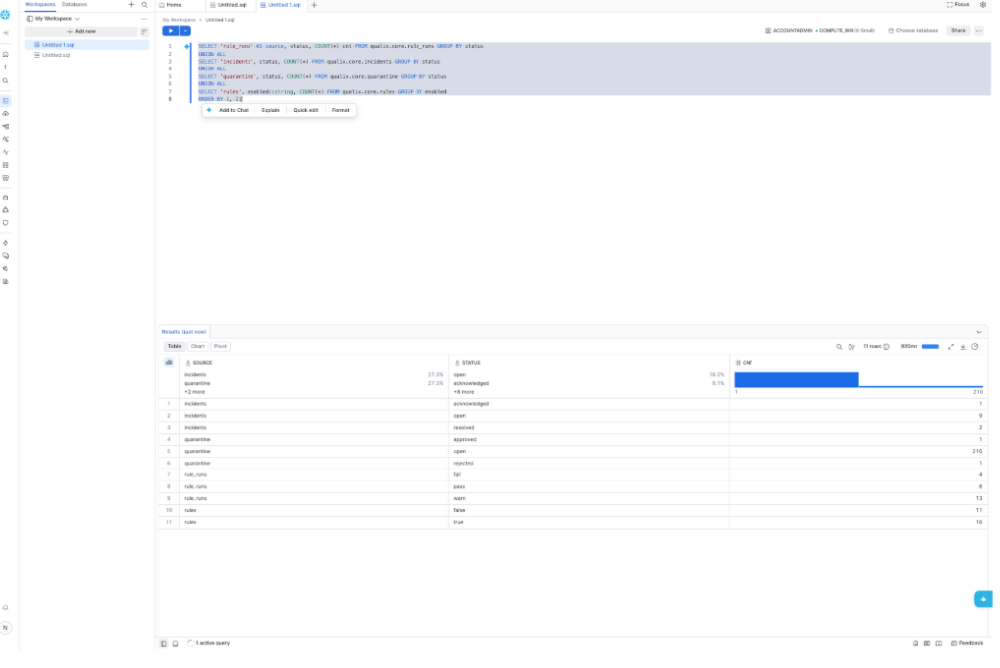 Workspaces Databases
Home
Untitled.sql
Untitled 1.sql
Focus
My Workspace
My Workspace > Untitled 1.sql
Add new
Untitled 1.sql
Untitled.sql
ACCOUNTADMIN • COMPUTE_WH (X-Small)
Choose database
Share
1 SELECT 'rule_runs' AS source, status, COUNT(*) cnt FROM qualix.core.rule_runs GROUP BY status
2 UNION ALL
3 SELECT 'incidents', status, COUNT(*) FROM qualix.core.incidents GROUP BY status
4 UNION ALL
5 SELECT 'quarantine', status, COUNT(*) FROM qualix.core.quarantine GROUP BY status
6 UNION ALL
7 SELECT 'rules', enabled::string, COUNT(*) FROM qualix.core.rules GROUP BY enabled
8 ORDER BY 1, 2;
Add to Chat Explain Quick edit Format
Results (just now)
Table Chart Pivot
11 rows
925ms
SOURCE STATUS CNT
incidents 27.3% open 18.2%
quarantine 27.3% acknowledged 9.1%
+2 more +8 more 1 210
1 incidents acknowledged 1
2 incidents open 9
3 incidents resolved 2
4 quarantine approved 1
5 quarantine open 210
6 quarantine rejected 1
7 rule_runs fail 4
8 rule_runs pass 6
9 rule_runs warn 13
10 rules false 11
11 rules true 16
N
1 active query
Feedback